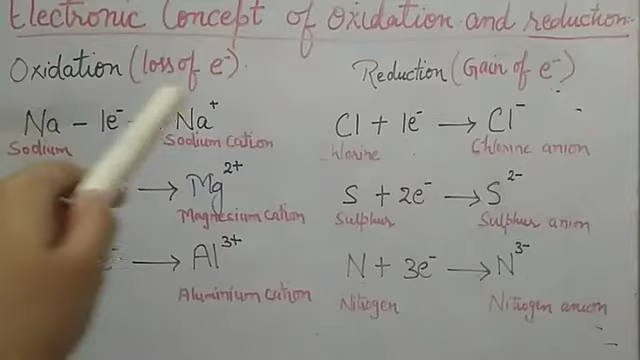 Electronic Concept of Oxidation and reduction.
Oxidation (loss of e⁻) Reduction (Gain of e⁻)
Na – 1e⁻ Na⁺ Cl + 1e⁻ → Cl⁻
Sodium Sodium cation Chlorine Chlorine anion
→ Mg²⁺ S + 2e⁻ → S²⁻
Magnesium cation Sulphur Sulphur anion
e⁻ → Al³⁺ N + 3e⁻ → N³⁻
Aluminium cation Nitrogen Nitrogen anion